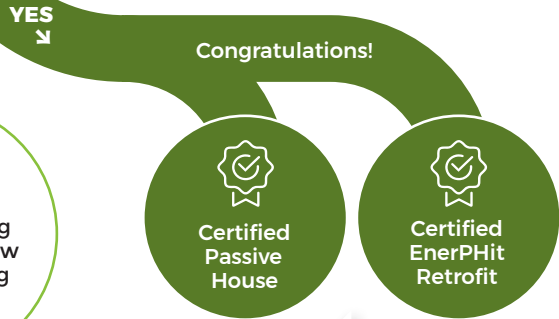 YES
Congratulations!
Certified
Passive
House
Certified
EnerPHit
Retrofit